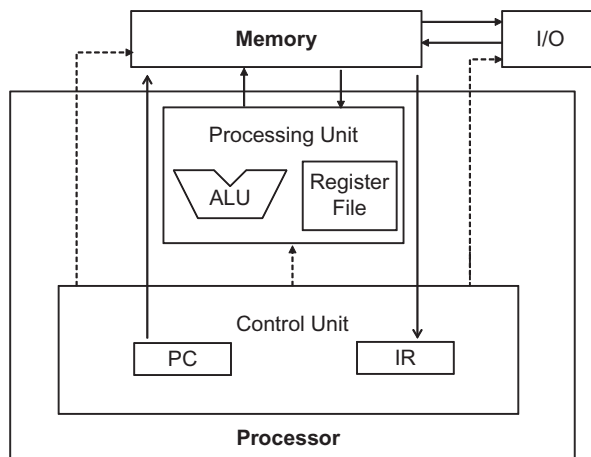 Memory
I/O
Processing Unit
ALU
Register
File
Control Unit
PC
IR
Processor